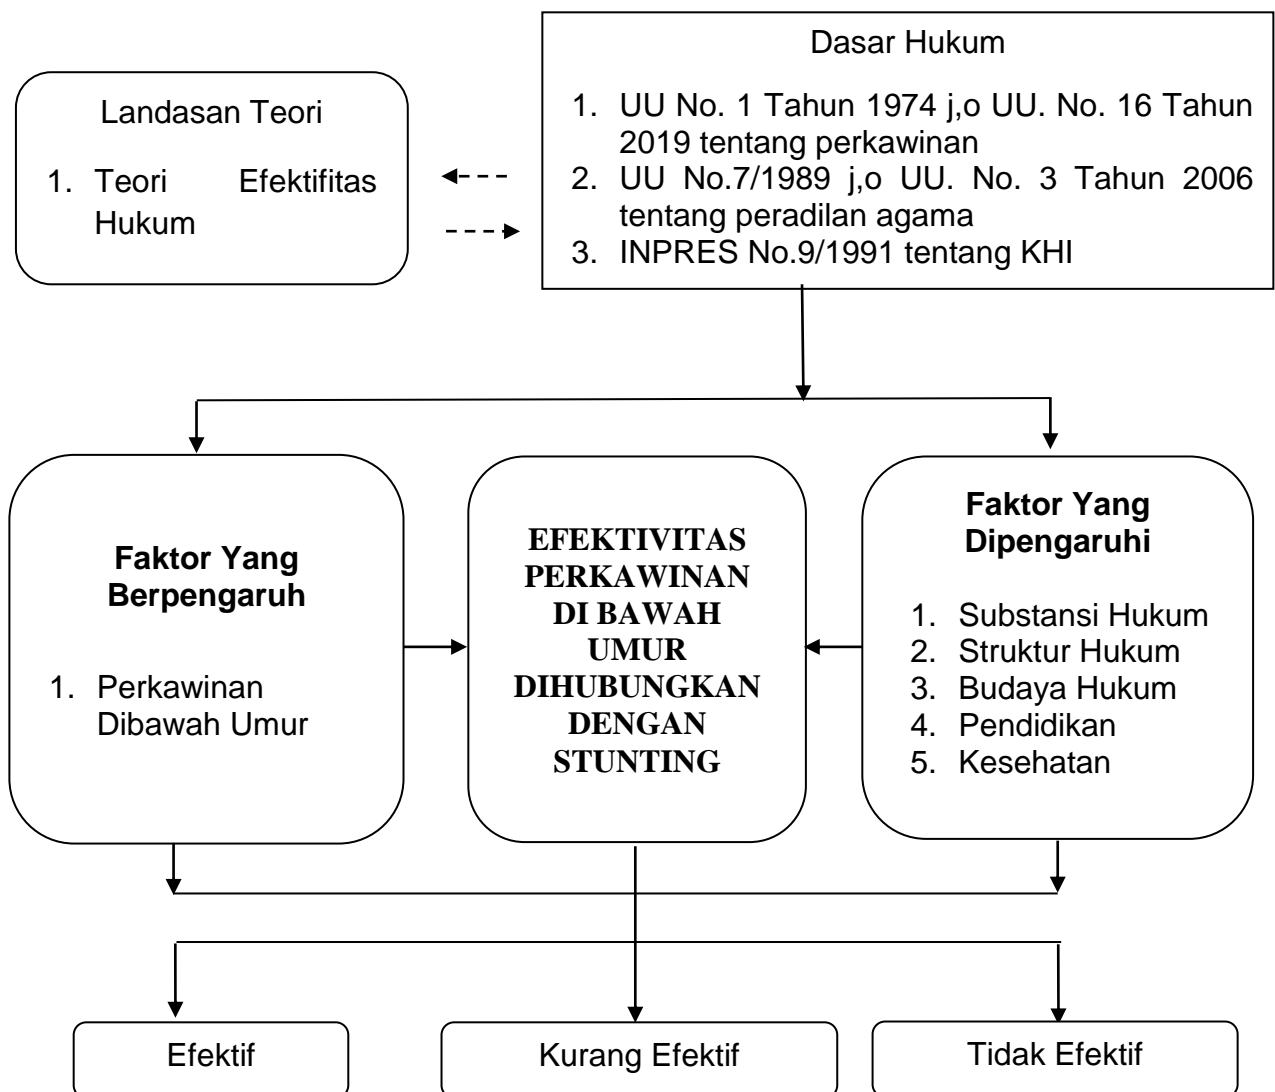 Dasar Hukum
1. UU No. 1 Tahun 1974 j,o UU. No. 16 Tahun
2019 tentang perkawinan
2. UU No.7/1989 j,o UU. No. 3 Tahun 2006
tentang peradilan agama
3. INPRES No.9/1991 tentang KHI
Landasan Teori
1. Teori Efektifitas
Hukum
Faktor Yang
Berpengaruh
1. Perkawinan
Dibawah Umur
EFEKTIVITAS
PERKAWINAN
DI BAWAH
UMUR
DIHUBUNGKAN
DENGAN
STUNTING
Faktor Yang
Dipengaruhi
1. Substansi Hukum
2. Struktur Hukum
3. Budaya Hukum
4. Pendidikan
5. Kesehatan
Efektif
Kurang Efektif
Tidak Efektif